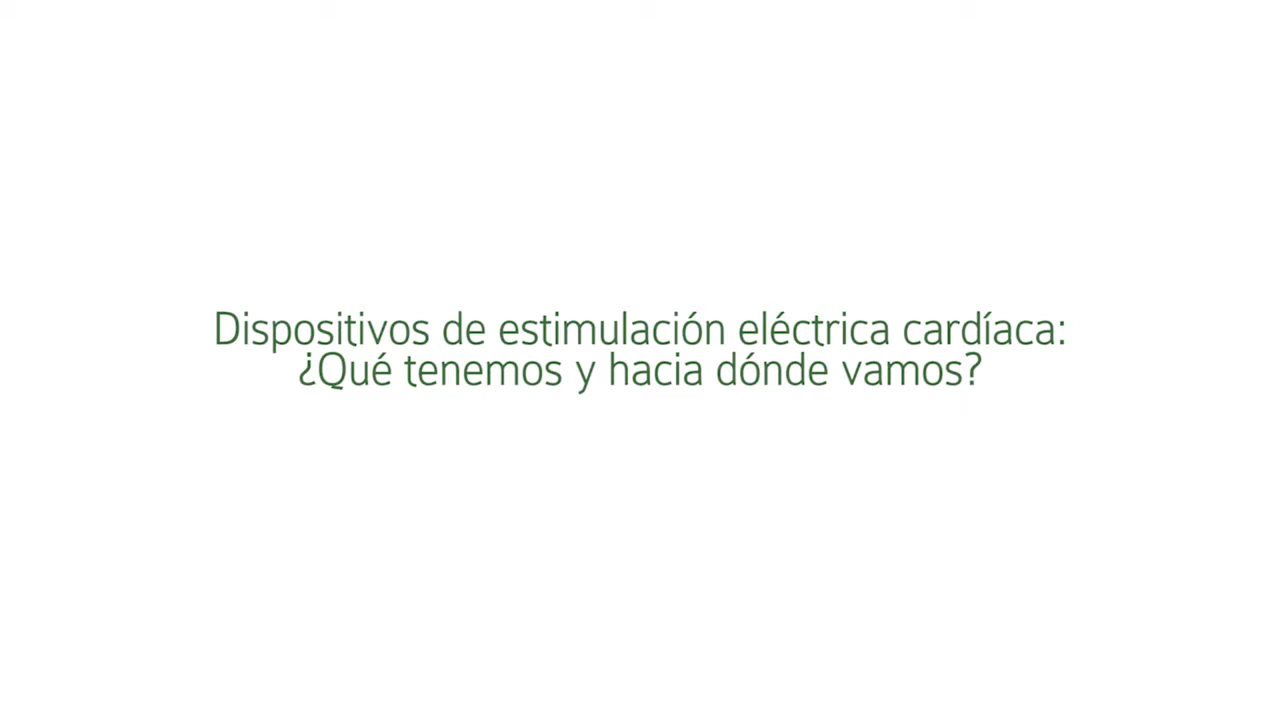 Dispositivos de estimulación eléctrica cardíaca:
¿Qué tenemos y hacia dónde vamos?